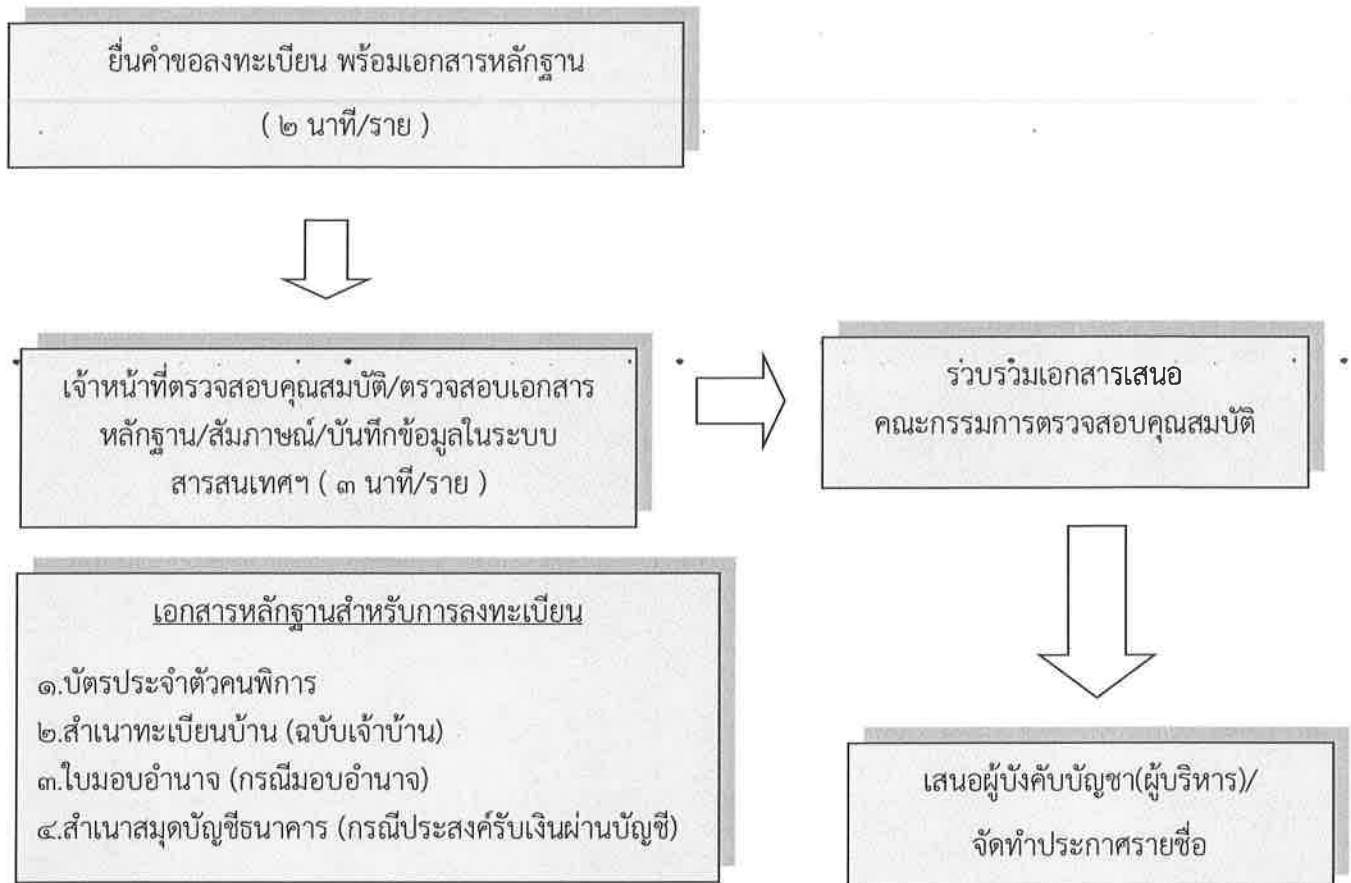 ยื่นคำขอลงทะเบียน พร้อมเอกสารหลักฐาน
( ๒ นาที/ราย )
เจ้าหน้าที่ตรวจสอบคุณสมบัติ/ตรวจสอบเอกสาร
หลักฐาน/สัมภาษณ์/บันทึกข้อมูลในระบบ
สารสนเทศฯ ( ๓ นาที/ราย )
รวบรวมเอกสารเสนอ
คณะกรรมการตรวจสอบคุณสมบัติ
เอกสารหลักฐานสำหรับการลงทะเบียน
๑.บัตรประจำตัวคนพิการ
๒.สำเนาทะเบียนบ้าน (ฉบับเจ้าบ้าน)
๓.ใบมอบอำนาจ (กรณีมอบอำนาจ)
๔.สำเนาสมุดบัญชีธนาคาร (กรณีประสงค์รับเงินผ่านบัญชี)
เสนอผู้บังคับบัญชา(ผู้บริหาร)/
จัดทำประกาศรายชื่อ